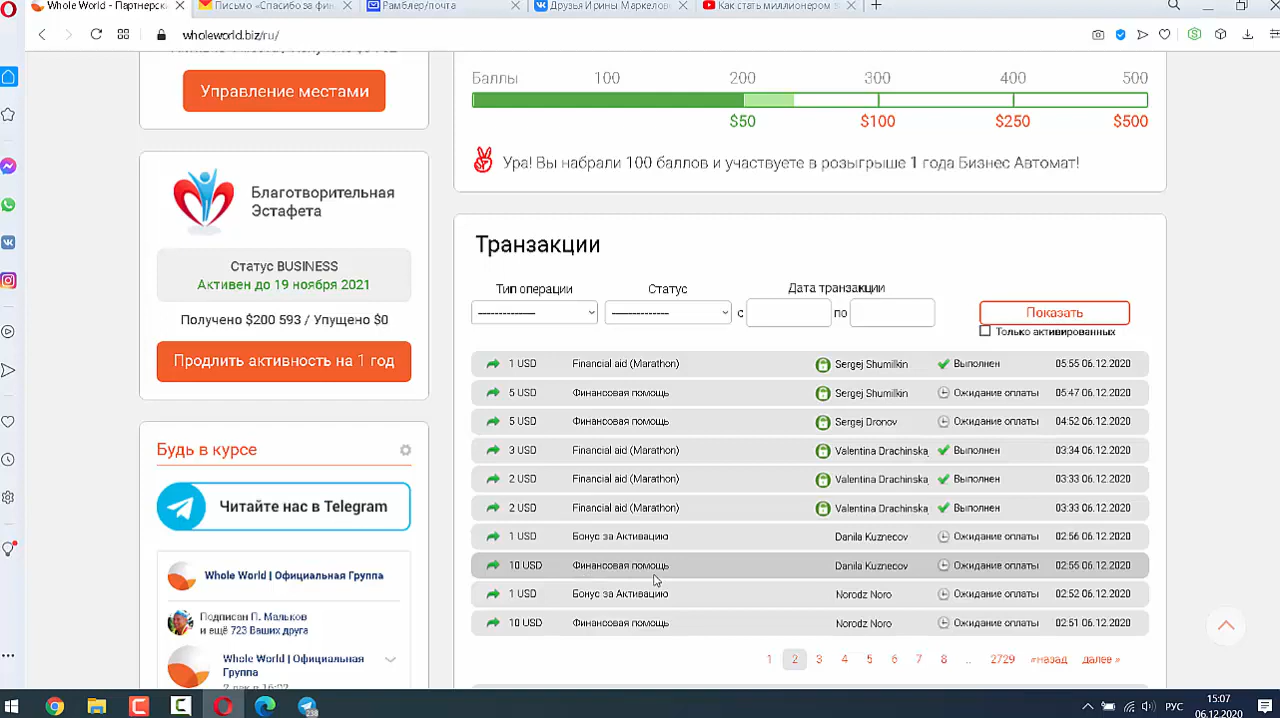 Whole World - Партнерск
Письмо «Спасибо за фин
Рамблер/почта
Друзья Ирины Маркелов
Как стать миллионером
wholeworld.biz/ru/
Управление местами
Благотворительная
Эстафета
Статус BUSINESS
Активен до 19 ноября 2021
Получено $200 593 / Упущено $0
Продлить активность на 1 год
Будь в курсе
Читайте нас в Telegram
Whole World | Официальная Группа
Подписан П. Мальков
и ещё 723 Ваших друга
Whole World | Официальная
Группа
Баллы 100 200 300 400 500
$50 $100 $250 $500
Ура! Вы набрали 100 баллов и участвуете в розыгрыше 1 года Бизнес Автомат!
Транзакции
Тип операции Статус Дата транзакции
-------------- -------------- с по Показать
Только активированных
1 USD Financial aid (Marathon) Sergej Shumilkin Выполнен 05:55 06.12.2020
5 USD Финансовая помощь Sergej Shumilkin Ожидание оплаты 05:47 06.12.2020
5 USD Финансовая помощь Sergej Dronov Ожидание оплаты 04:52 06.12.2020
3 USD Financial aid (Marathon) Valentina Drachinska Выполнен 03:34 06.12.2020
2 USD Financial aid (Marathon) Valentina Drachinska Выполнен 03:33 06.12.2020
2 USD Financial aid (Marathon) Valentina Drachinska Выполнен 03:33 06.12.2020
1 USD Бонус за Активацию Danila Kuznecov Ожидание оплаты 02:56 06.12.2020
10 USD Финансовая помощь Danila Kuznecov Ожидание оплаты 02:55 06.12.2020
1 USD Бонус за Активацию Norodz Noro Ожидание оплаты 02:52 06.12.2020
10 USD Финансовая помощь Norodz Noro Ожидание оплаты 02:51 06.12.2020
1 2 3 4 5 6 7 8 .. 2729 «назад далее »
РУС
15:07
06.12.2020